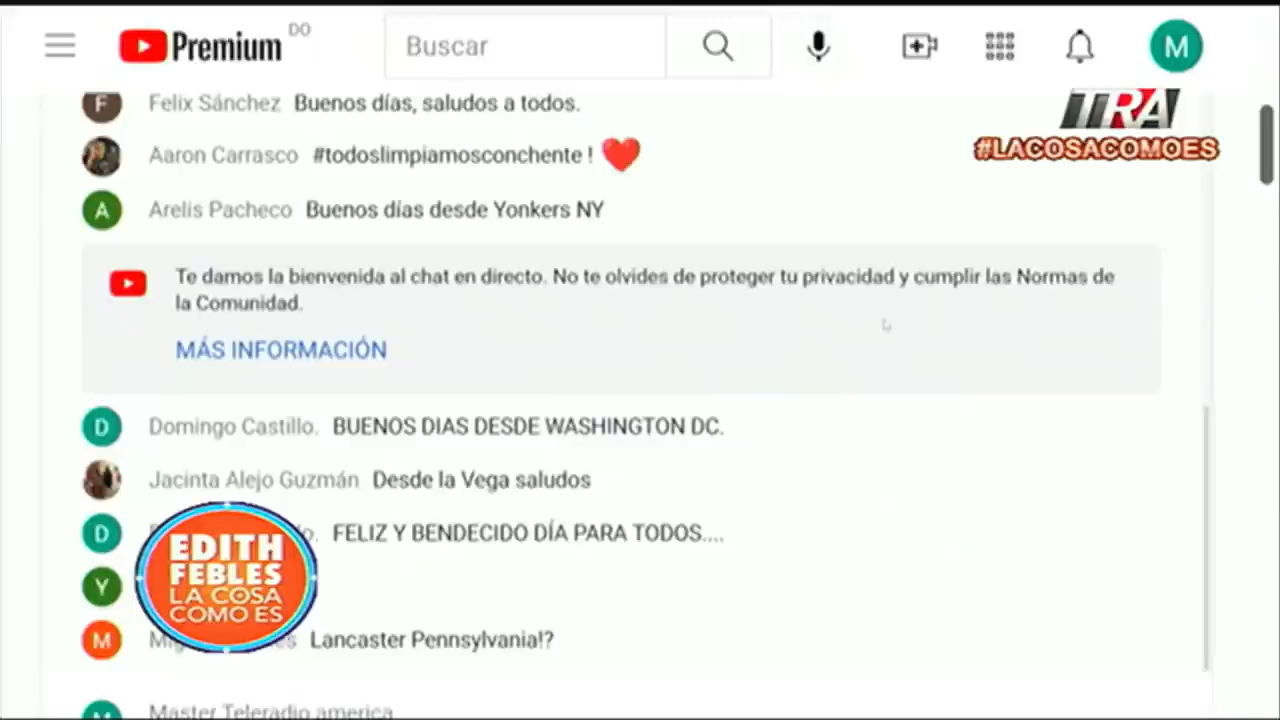 Premium DO
Buscar
M
TRA
#LACOSACOMOES
F Felix Sánchez Buenos días, saludos a todos.
Aaron Carrasco #todoslimpiamosconchente ! ❤️
A Arelis Pacheco Buenos días desde Yonkers NY
Te damos la bienvenida al chat en directo. No te olvides de proteger tu privacidad y cumplir las Normas de
la Comunidad.
MÁS INFORMACIÓN
D Domingo Castillo. BUENOS DIAS DESDE WASHINGTON DC.
Jacinta Alejo Guzmán Desde la Vega saludos
D FELIZ Y BENDECIDO DÍA PARA TODOS....
EDITH
FEBLES
LA COSA
COMO ES
Y
M Lancaster Pennsylvania!?
M Master Teleradio america